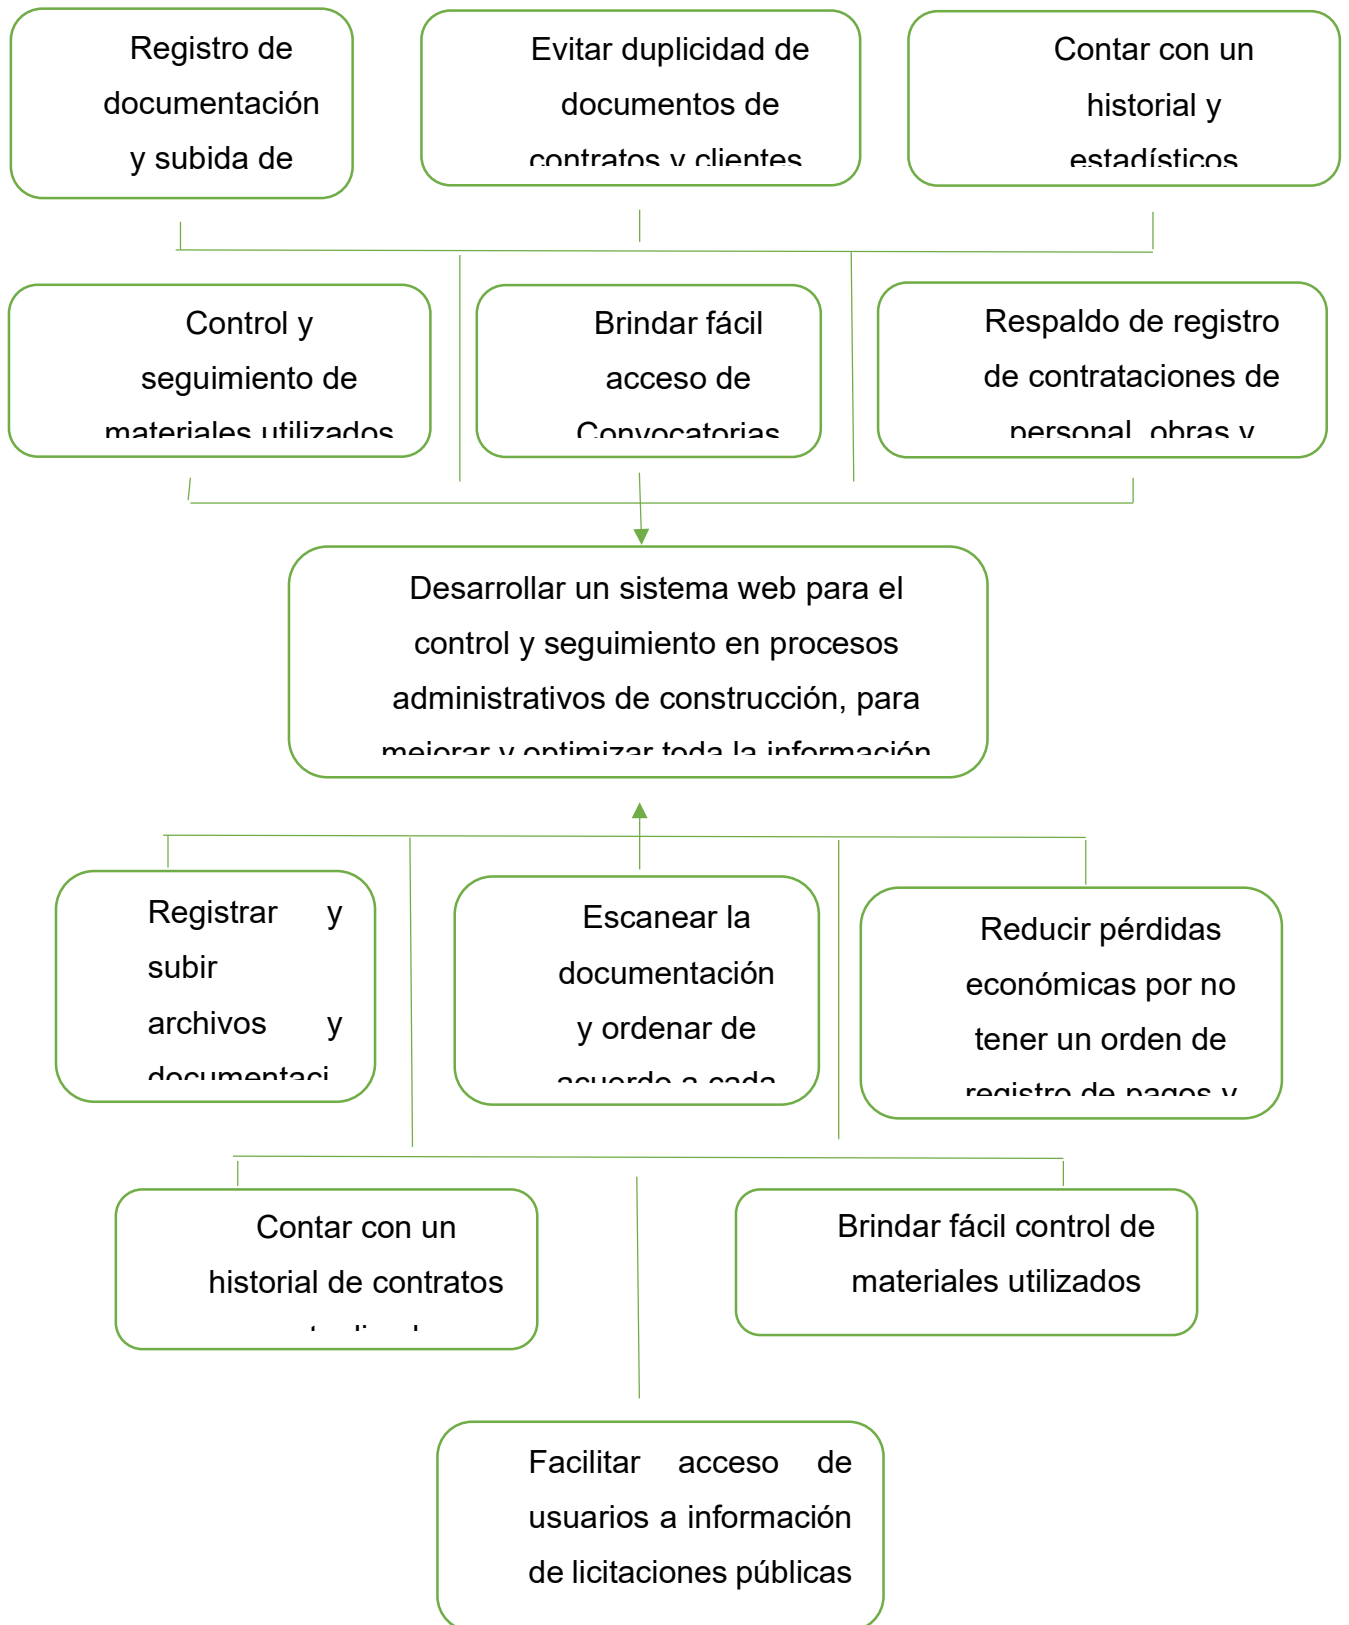 Registro de
documentación
y subida de
Evitar duplicidad de
documentos de
contratos y clientes
Contar con un
historial y
estadísticos
Control y
seguimiento de
materiales utilizados
Brindar fácil
acceso de
Convocatorias
Respaldo de registro
de contrataciones de
personal, obras y
Desarrollar un sistema web para el
control y seguimiento en procesos
administrativos de construcción, para
mejorar y optimizar toda la información
Registrar y
subir
archivos y
documentaci
Escanear la
documentación
y ordenar de
acuerdo a cada
Reducir pérdidas
económicas por no
tener un orden de
registro de pagos y
Contar con un
historial de contratos
Brindar fácil control de
materiales utilizados
Facilitar acceso de
usuarios a información
de licitaciones públicas